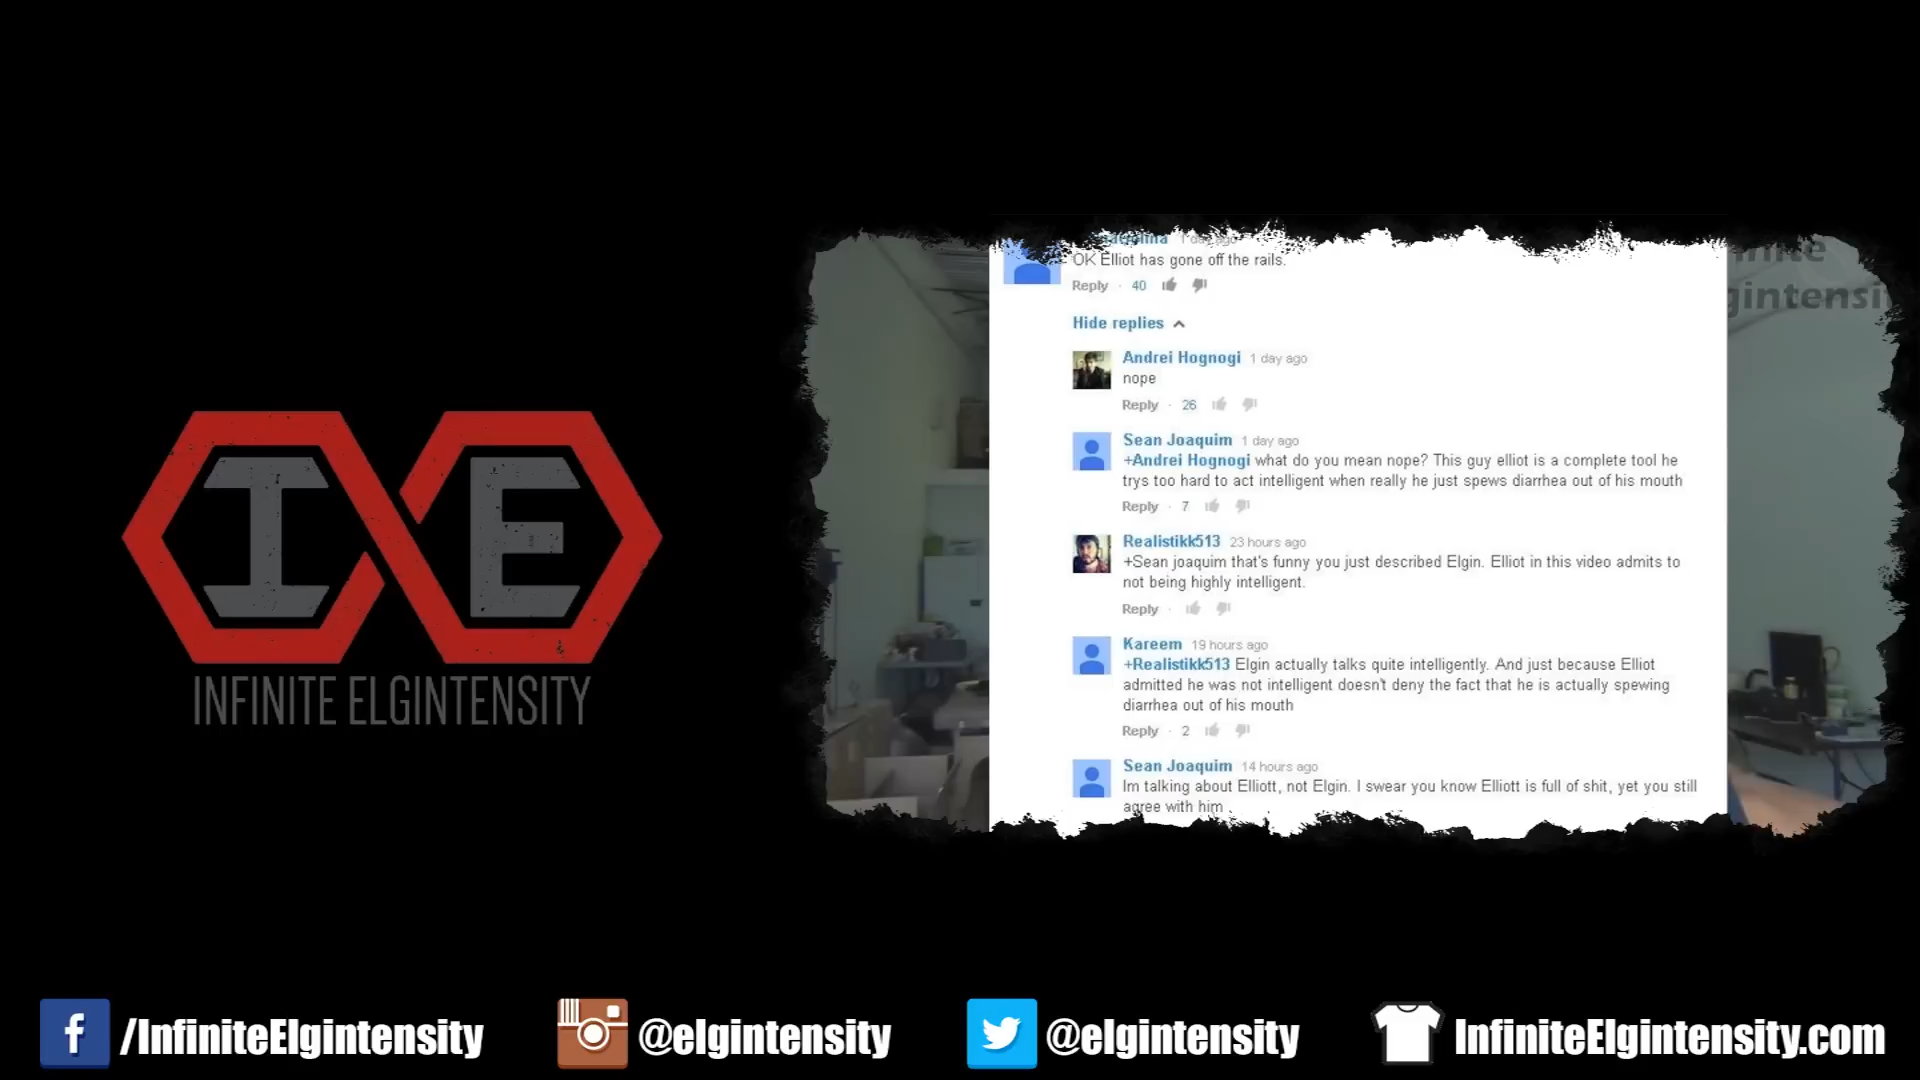 1 day ago
OK Elliot has gone off the rails.
Reply · 40
Hide replies
Andrei Hognogi 1 day ago
nope
Reply · 26
Sean Joaquim 1 day ago
+Andrei Hognogi what do you mean nope? This guy elliot is a complete tool he
trys too hard to act intelligent when really he just spews diarrhea out of his mouth
Reply · 7
Realistikk513 23 hours ago
+Sean joaquim that's funny you just described Elgin. Elliot in this video admits to
not being highly intelligent.
Reply ·
Kareem 19 hours ago
+Realistikk513 Elgin actually talks quite intelligently. And just because Elliot
admitted he was not intelligent doesn't deny the fact that he is actually spewing
diarrhea out of his mouth
Reply · 2
Sean Joaquim 14 hours ago
Im talking about Elliott, not Elgin. I swear you know Elliott is full of shit, yet you still
agree with him
I E
INFINITE ELGINTENSITY
/InfiniteElgintensity
@elgintensity
@elgintensity
InfiniteElgintensity.com